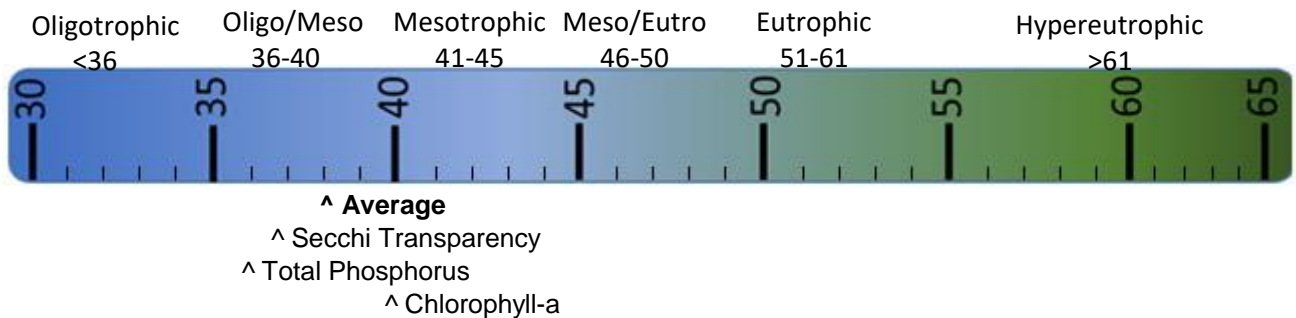 Oligotrophic Oligo/Meso Mesotrophic Meso/Eutro Eutrophic Hypereutrophic
<36 36-40 41-45 46-50 51-61 >61
30 35 40 45 50 55 60 65
^ Average
^ Secchi Transparency
^ Total Phosphorus
^ Chlorophyll-a